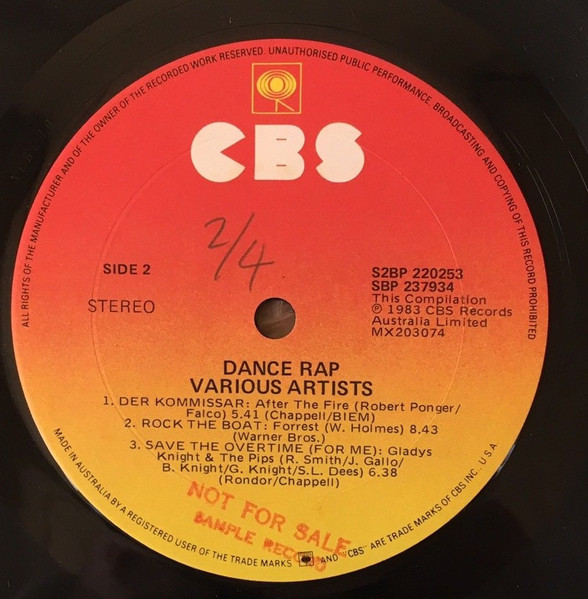 ALL RIGHTS OF THE MANUFACTURER AND OF THE OWNER OF THE RECORDED WORK RESERVED. UNAUTHORISED PUBLIC PERFORMANCE, BROADCASTING AND COPYING OF THIS RECORD PROHIBITED
CBS
2/4
SIDE 2
STEREO
S2BP 220253
SBP 237934
This Compilation
℗ 1983 CBS Records
Australia Limited
MX203074
DANCE RAP
VARIOUS ARTISTS
1. DER KOMMISSAR: After The Fire (Robert Ponger/
Falco) 5.41 (Chappell/BIEM)
2. ROCK THE BOAT: Forrest (W. Holmes) 8.43
(Warner Bros.)
3. SAVE THE OVERTIME (FOR ME): Gladys
Knight & The Pips (R. Smith/J. Gallo/
B. Knight/G. Knight/S.L. Dees) 6.38
(Rondor/Chappell)
NOT FOR SALE
SAMPLE RECORD
MADE IN AUSTRALIA BY A REGISTERED USER OF THE TRADE MARKS AND "CBS" ARE TRADE MARKS OF CBS INC. U.S.A